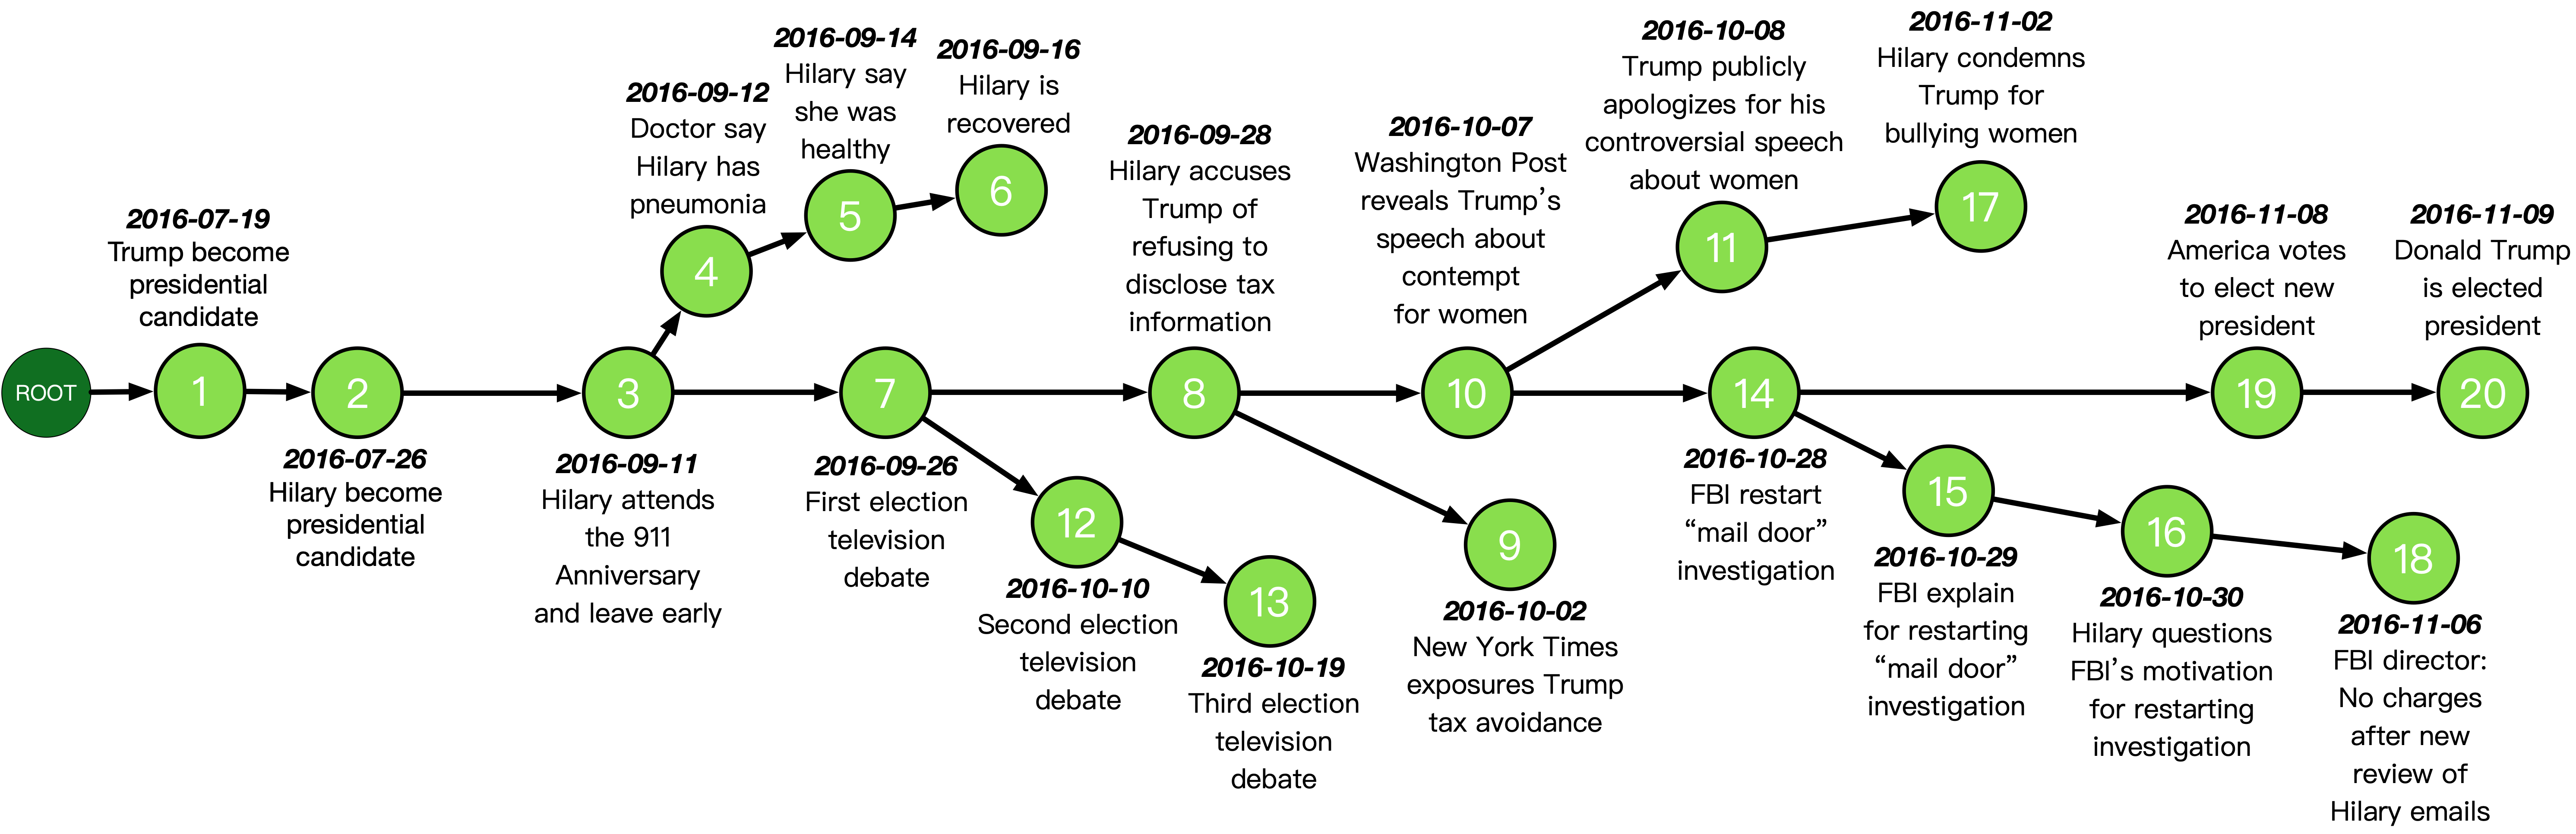 ROOT
1
2016-07-19
Trump become
presidential
candidate
2
2016-07-26
Hilary become
presidential
candidate
3
2016-09-11
Hilary attends
the 911
Anniversary
and leave early
4
2016-09-12
Doctor say
Hilary has
pneumonia
5
2016-09-14
Hilary say
she was
healthy
6
2016-09-16
Hilary is
recovered
7
2016-09-26
First election
television
debate
8
2016-09-28
Hilary accuses
Trump of
refusing to
disclose tax
information
9
2016-10-02
New York Times
exposures Trump
tax avoidance
10
2016-10-07
Washington Post
reveals Trump's
speech about
contempt
for women
11
2016-10-08
Trump publicly
apologizes for his
controversial speech
about women
12
2016-10-10
Second election
television
debate
13
2016-10-19
Third election
television
debate
14
2016-10-28
FBI restart
“mail door”
investigation
15
2016-10-29
FBI explain
for restarting
“mail door”
investigation
16
2016-10-30
Hilary questions
FBI's motivation
for restarting
investigation
17
2016-11-02
Hilary condemns
Trump for
bullying women
18
2016-11-06
FBI director:
No charges
after new
review of
Hilary emails
19
2016-11-08
America votes
to elect new
president
20
2016-11-09
Donald Trump
is elected
president